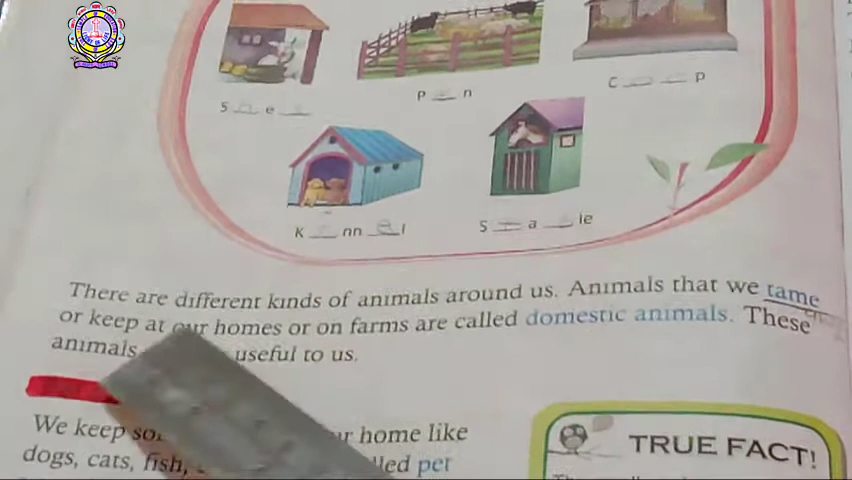 S n e
P e n
C p
K nn e l
S t a le
There are different kinds of animals around us. Animals that we tame
or keep at our homes or on farms are called domestic animals. These
animals useful to us.
We keep home like
dogs, cats, fish, pet
TRUE FACT!